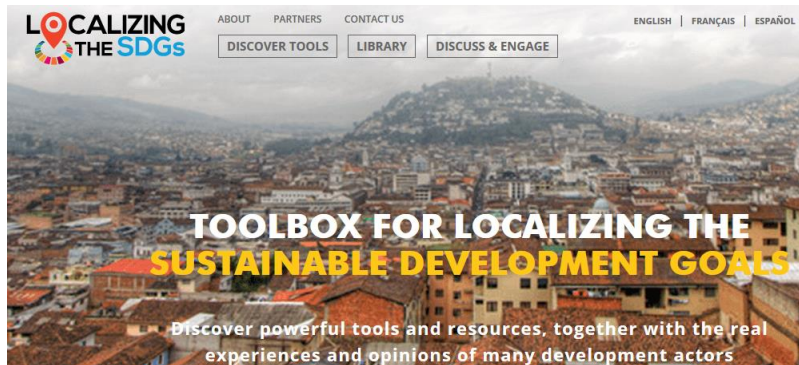 LOCALIZING
THE SDGs
ABOUT PARTNERS CONTACT US
ENGLISH | FRANÇAIS | ESPAÑOL
DISCOVER TOOLS LIBRARY DISCUSS & ENGAGE
TOOLBOX FOR LOCALIZING THE
SUSTAINABLE DEVELOPMENT GOALS
Discover powerful tools and resources, together with the real
experiences and opinions of many development actors